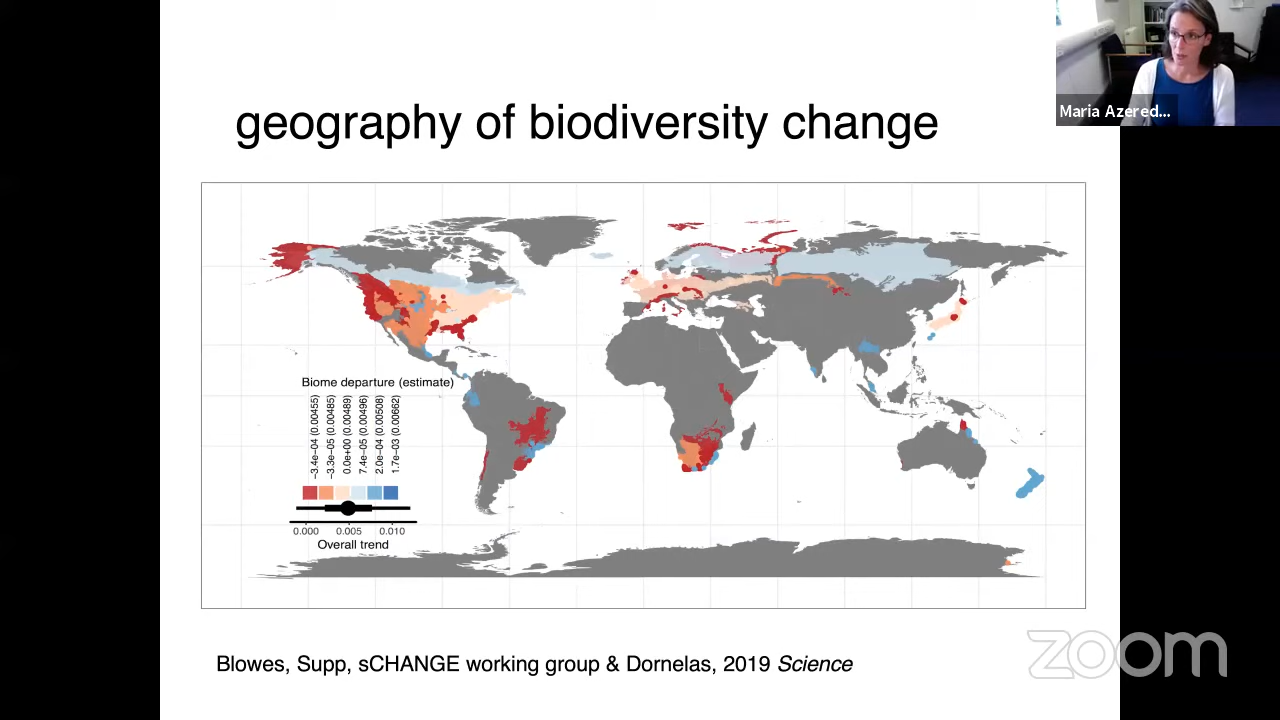 geography of biodiversity change
Maria Azered...
Biome departure (estimate)
−3.4e−04 (0.00455)
−3.3e−05 (0.00485)
0.0e+00 (0.00489)
7.4e−05 (0.00496)
2.0e−04 (0.00508)
1.7e−03 (0.00662)
0.000 0.005 0.010
Overall trend
Blowes, Supp, sCHANGE working group & Dornelas, 2019 Science
zoom